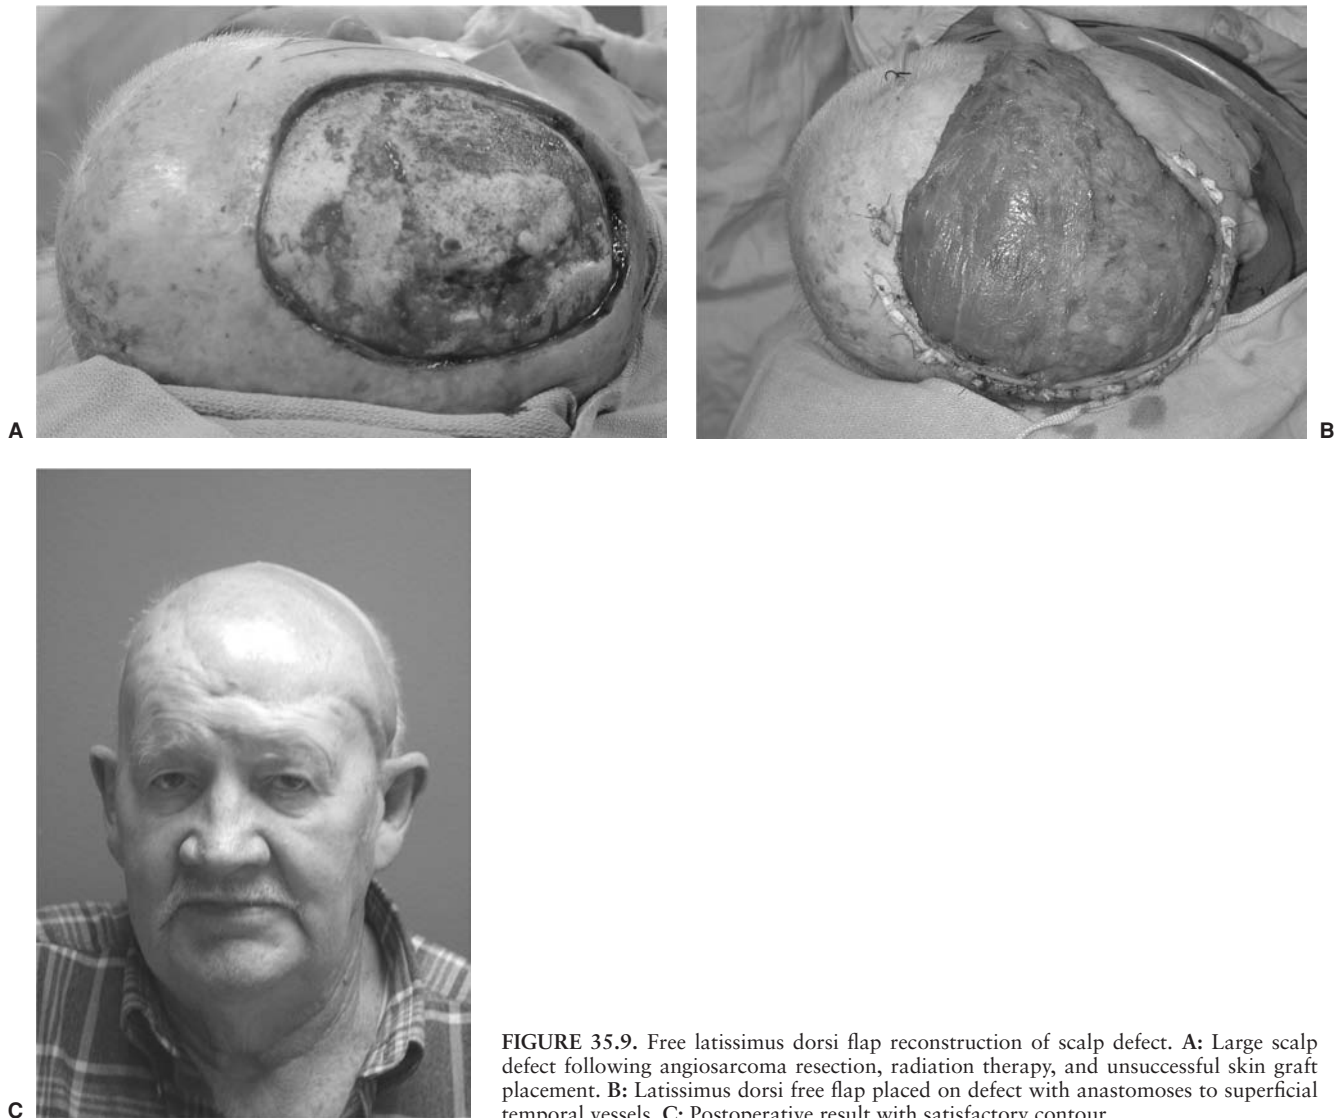 A
B
C
FIGURE 35.9. Free latissimus dorsi flap reconstruction of scalp defect. A: Large scalp
defect following angiosarcoma resection, radiation therapy, and unsuccessful skin graft
placement. B: Latissimus dorsi free flap placed on defect with anastomoses to superficial
temporal vessels. C: Postoperative result with satisfactory contour.